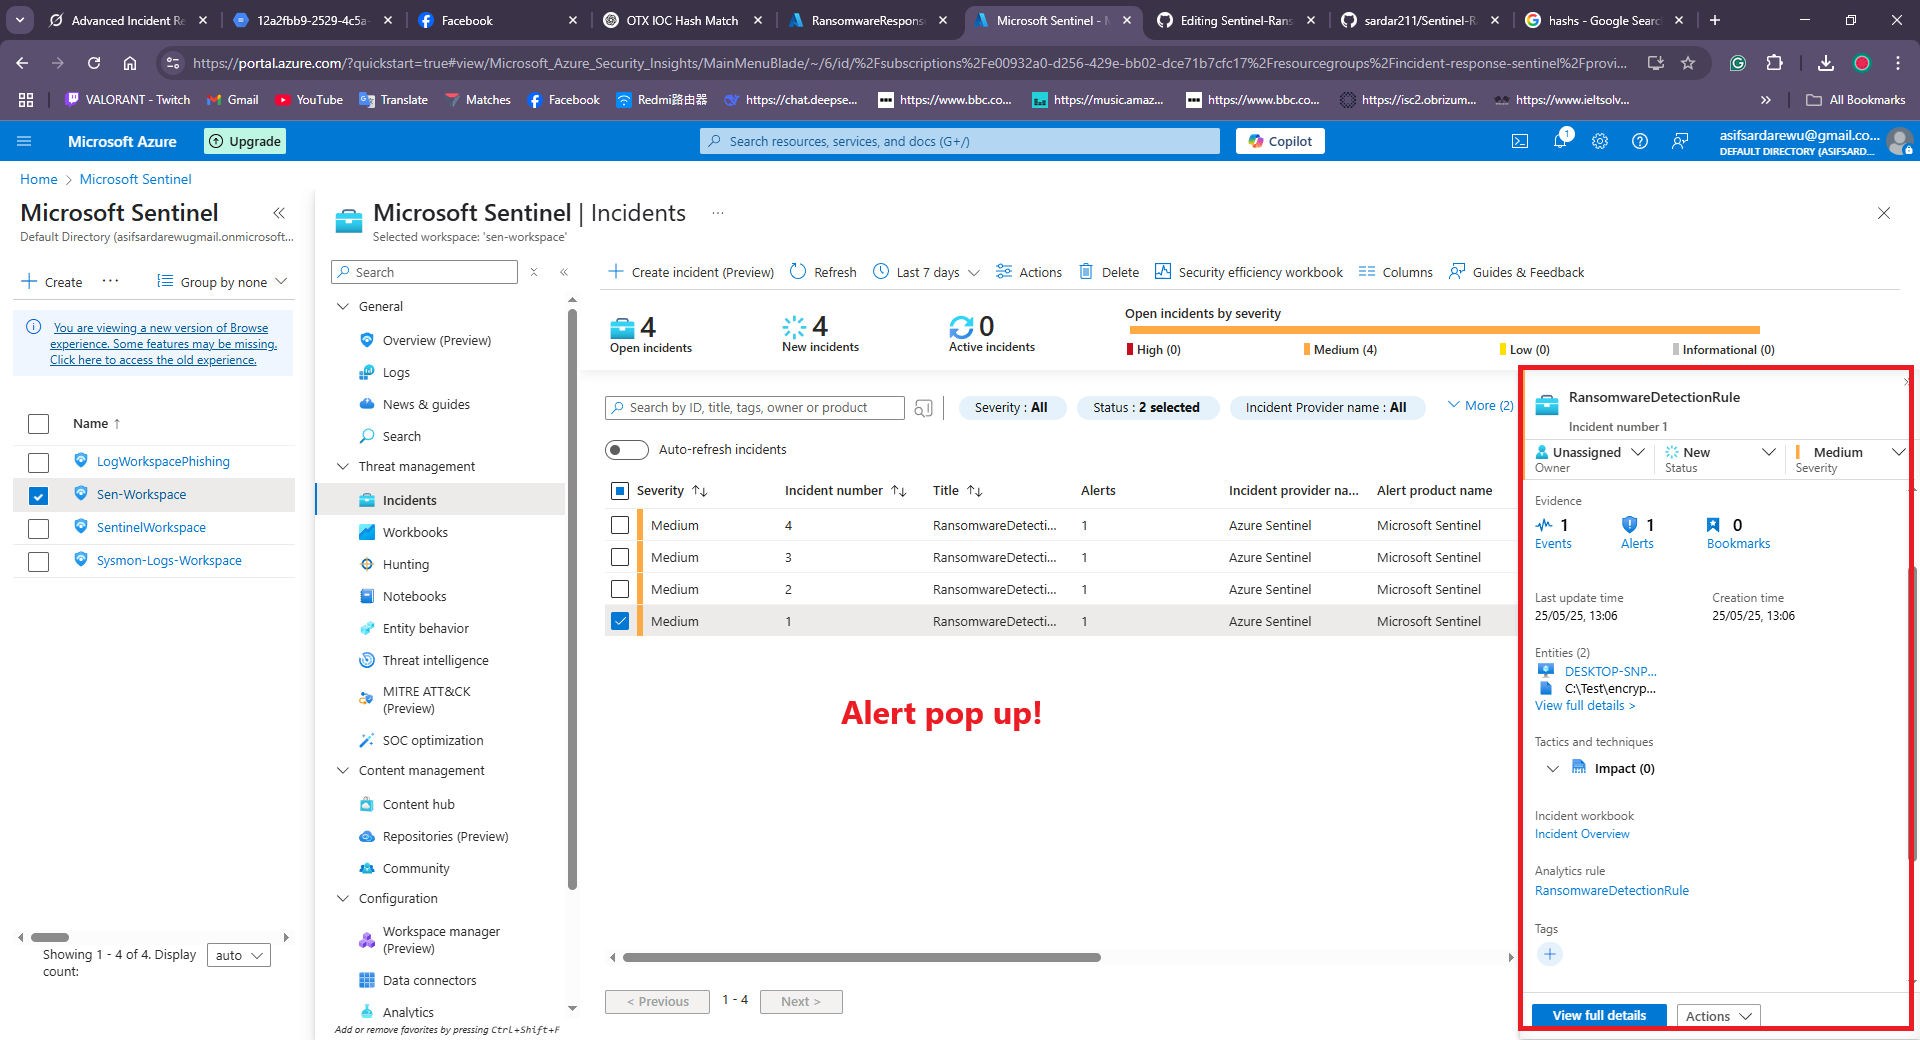 Advanced Incident Re
12a2fbb9-2529-4c5a-
Facebook
OTX IOC Hash Match
RansomwareRespons
Microsoft Sentinel - M
Editing Sentinel-Rans
sardar211/Sentinel-R
hashs - Google Searc
https://portal.azure.com/?quickstart=true#view/Microsoft_Azure_Security_Insights/MainMenuBlade/~/6/id/%2Fsubscriptions%2Fe00932a0-d256-429e-bb02-dce71b7cfc17%2Fresourcegroups%2Fincident-response-sentinel%2Fprovi...
VALORANT - Twitch
Gmail
YouTube
Translate
Matches
Facebook
Redmi路由器
https://chat.deepse...
https://www.bbc.co...
https://music.amaz...
https://www.bbc.co...
https://isc2.obrizum...
https://www.ieltsolv...
All Bookmarks
Microsoft Azure
Upgrade
Search resources, services, and docs (G+/)
Copilot
1
asifsardarewu@gmail.co...
DEFAULT DIRECTORY (ASIFSARD...
Home > Microsoft Sentinel
Microsoft Sentinel
Default Directory (asifsardarewugmail.onmicrosoft...
Create
Group by none
You are viewing a new version of Browse
experience. Some features may be missing.
Click here to access the old experience.
Name ↑
LogWorkspacePhishing
Sen-Workspace
SentinelWorkspace
Sysmon-Logs-Workspace
Showing 1 - 4 of 4. Display
count:
auto
Microsoft Sentinel | Incidents
Selected workspace: 'sen-workspace'
Search
General
Overview (Preview)
Logs
News & guides
Search
Threat management
Incidents
Workbooks
Hunting
Notebooks
Entity behavior
Threat intelligence
MITRE ATT&CK
(Preview)
SOC optimization
Content management
Content hub
Repositories (Preview)
Community
Configuration
Workspace manager
(Preview)
Data connectors
Analytics
Add or remove favorites by pressing Ctrl+Shift+F
Create incident (Preview)
Refresh
Last 7 days
Actions
Delete
Security efficiency workbook
Columns
Guides & Feedback
4
Open incidents
4
New incidents
0
Active incidents
Open incidents by severity
High (0)
Medium (4)
Low (0)
Informational (0)
Search by ID, title, tags, owner or product
Severity : All
Status : 2 selected
Incident Provider name : All
More (2)
Auto-refresh incidents
Severity ↑↓ Incident number ↑↓ Title ↑↓ Alerts Incident provider na... Alert product name
Medium 4 RansomwareDetecti... 1 Azure Sentinel Microsoft Sentinel
Medium 3 RansomwareDetecti... 1 Azure Sentinel Microsoft Sentinel
Medium 2 RansomwareDetecti... 1 Azure Sentinel Microsoft Sentinel
Medium 1 RansomwareDetecti... 1 Azure Sentinel Microsoft Sentinel
Alert pop up!
< Previous
1 - 4
Next >
RansomwareDetectionRule
Incident number 1
Unassigned
Owner
New
Status
Medium
Severity
Evidence
1
Events
1
Alerts
0
Bookmarks
Last update time
25/05/25, 13:06
Creation time
25/05/25, 13:06
Entities (2)
DESKTOP-SNP...
C:\Test\encryp...
View full details >
Tactics and techniques
Impact (0)
Incident workbook
Incident Overview
Analytics rule
RansomwareDetectionRule
Tags
View full details
Actions